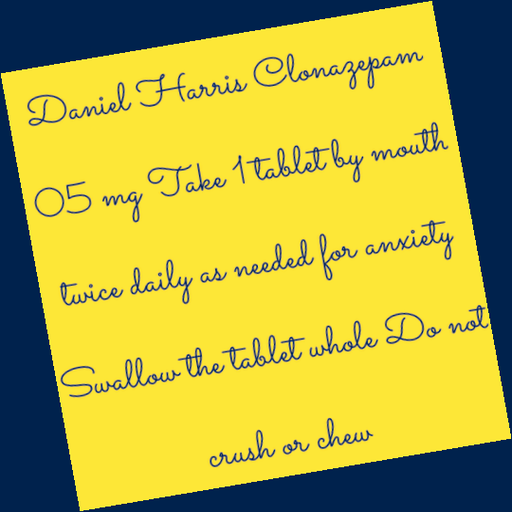 Daniel Harris Clonazepam
05 mg Take 1 tablet by mouth
twice daily as needed for anxiety
Swallow the tablet whole Do not
crush or chew